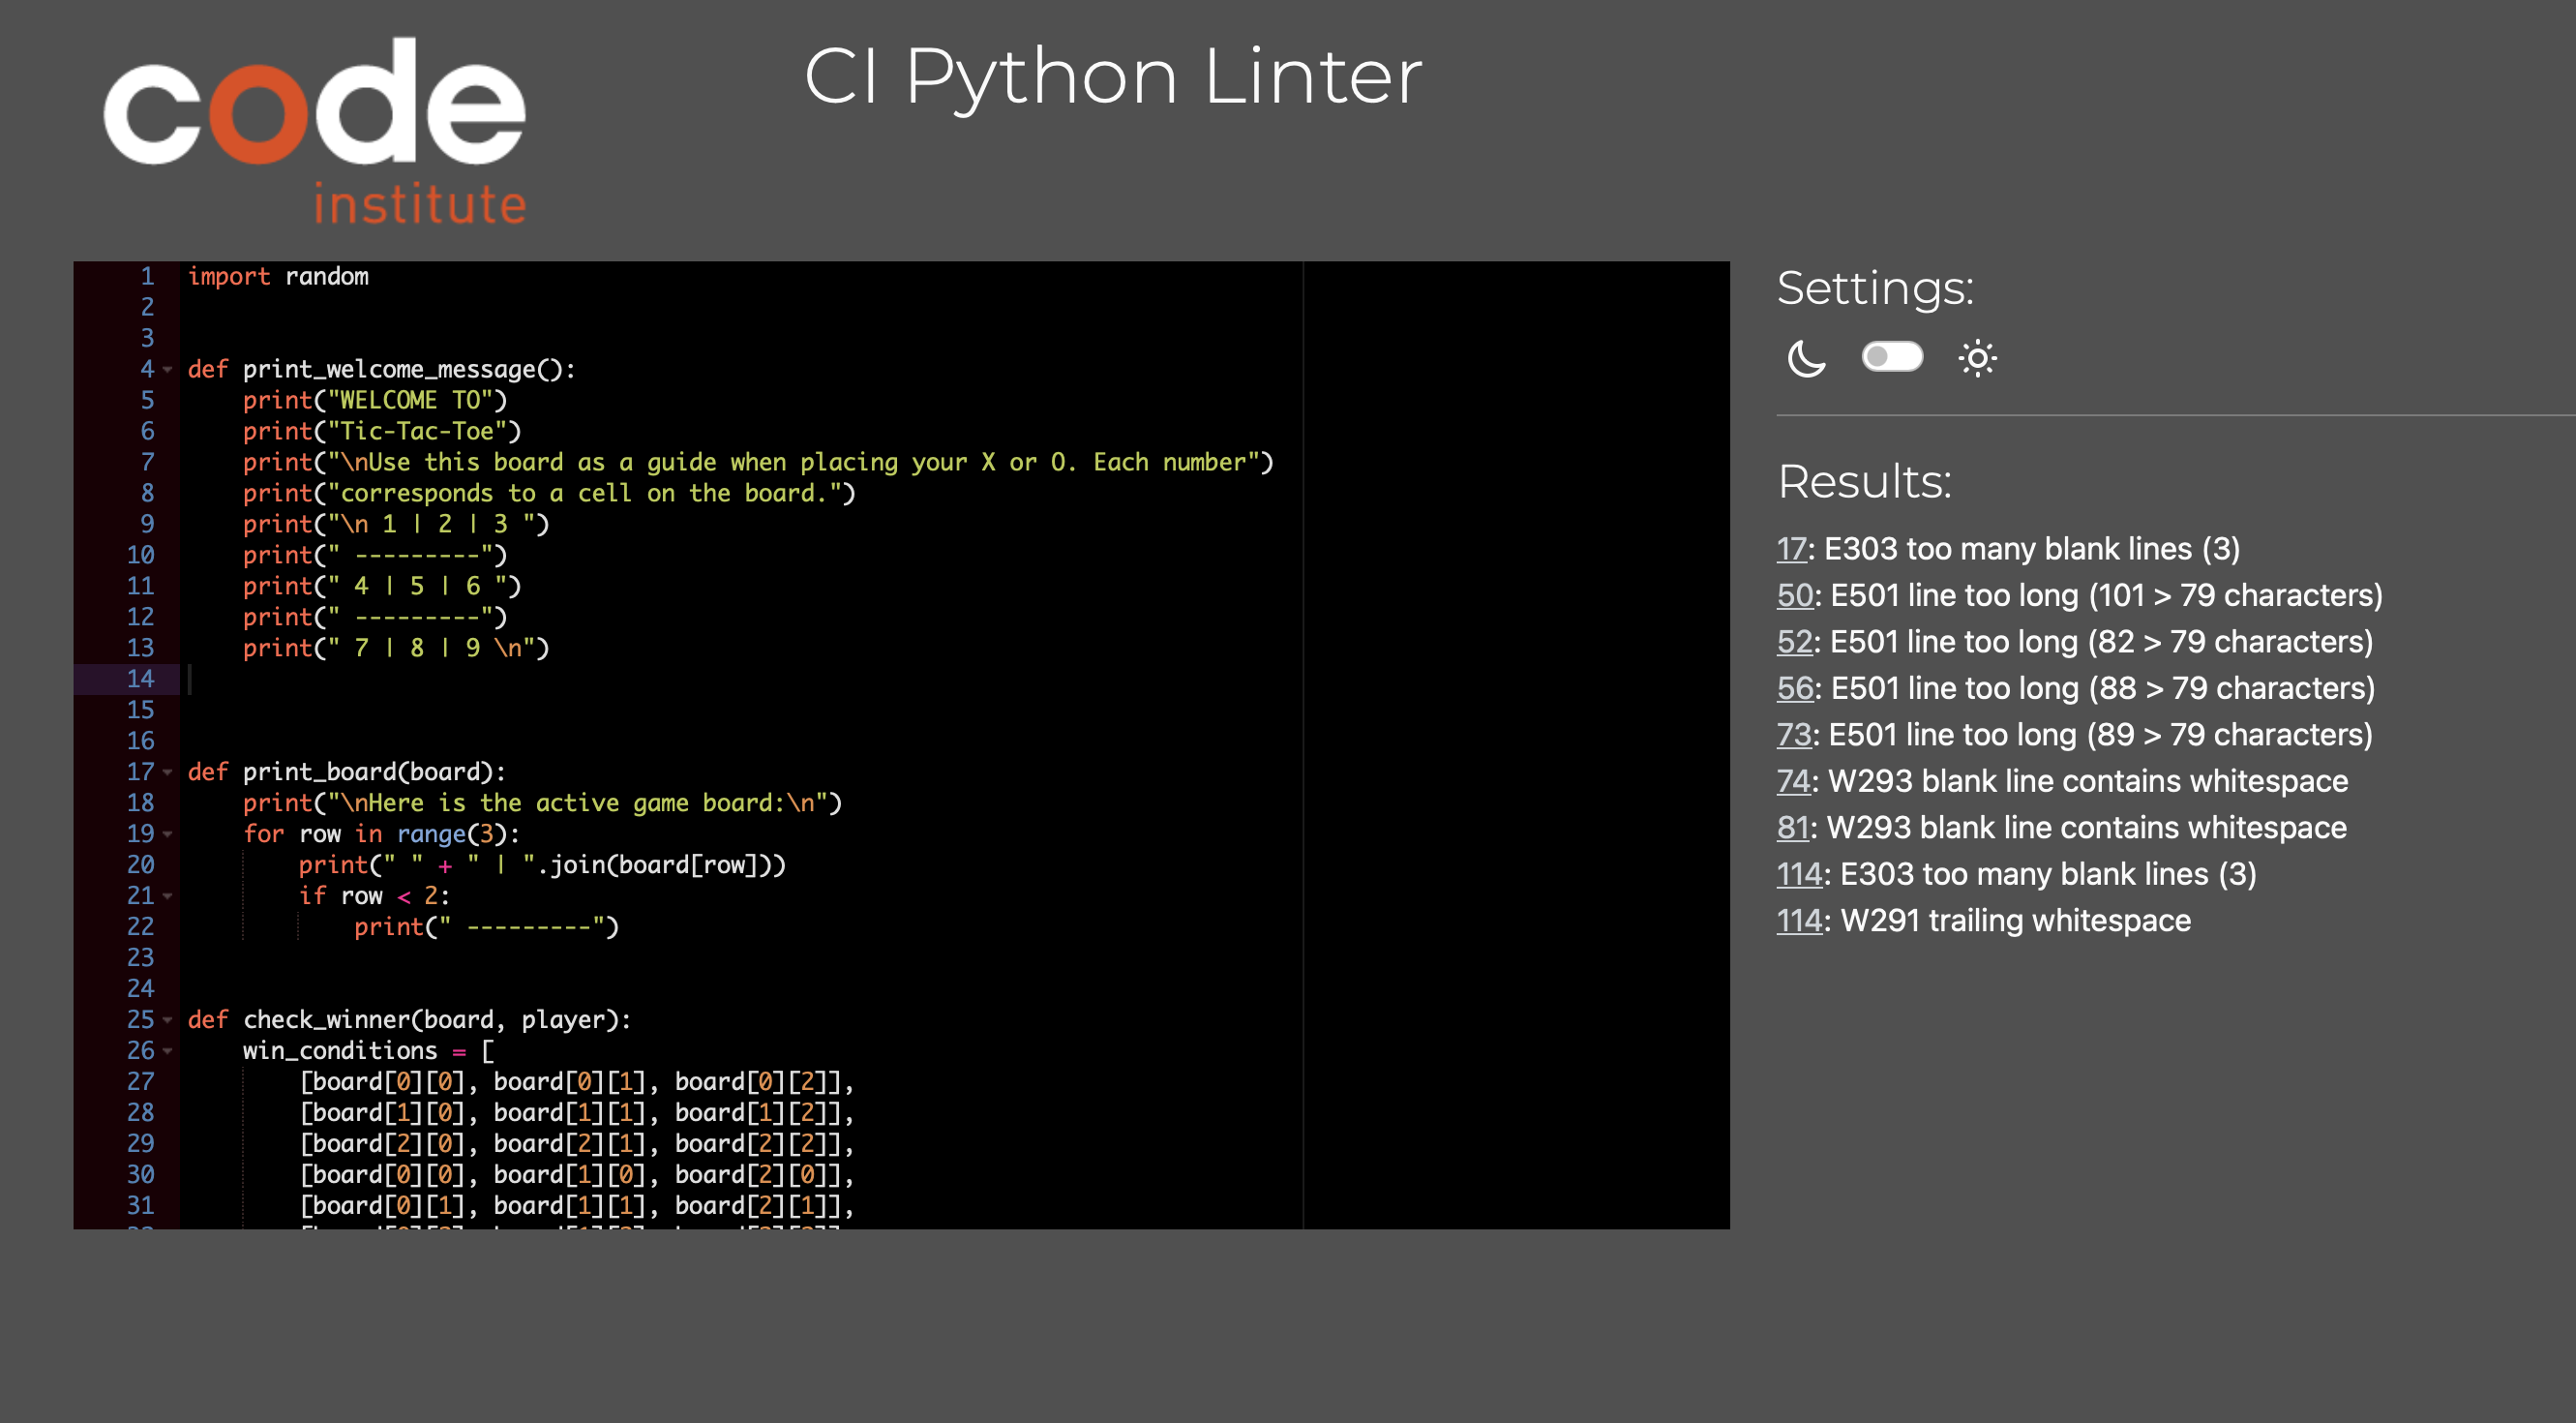 code
institute
CI Python Linter
1 import random
2
3
4 def print_welcome_message():
5     print("WELCOME TO")
6     print("Tic-Tac-Toe")
7     print("\nUse this board as a guide when placing your X or O. Each number")
8     print("corresponds to a cell on the board.")
9     print("\n 1 | 2 | 3 ")
10     print(" ---------")
11     print(" 4 | 5 | 6 ")
12     print(" ---------")
13     print(" 7 | 8 | 9 \n")
14
15
16
17 def print_board(board):
18     print("\nHere is the active game board:\n")
19     for row in range(3):
20         print(" " + " | ".join(board[row]))
21         if row < 2:
22             print(" ---------")
23
24
25 def check_winner(board, player):
26     win_conditions = [
27         [board[0][0], board[0][1], board[0][2]],
28         [board[1][0], board[1][1], board[1][2]],
29         [board[2][0], board[2][1], board[2][2]],
30         [board[0][0], board[1][0], board[2][0]],
31         [board[0][1], board[1][1], board[2][1]],
Settings:
Results:
17: E303 too many blank lines (3)
50: E501 line too long (101 > 79 characters)
52: E501 line too long (82 > 79 characters)
56: E501 line too long (88 > 79 characters)
73: E501 line too long (89 > 79 characters)
74: W293 blank line contains whitespace
81: W293 blank line contains whitespace
114: E303 too many blank lines (3)
114: W291 trailing whitespace